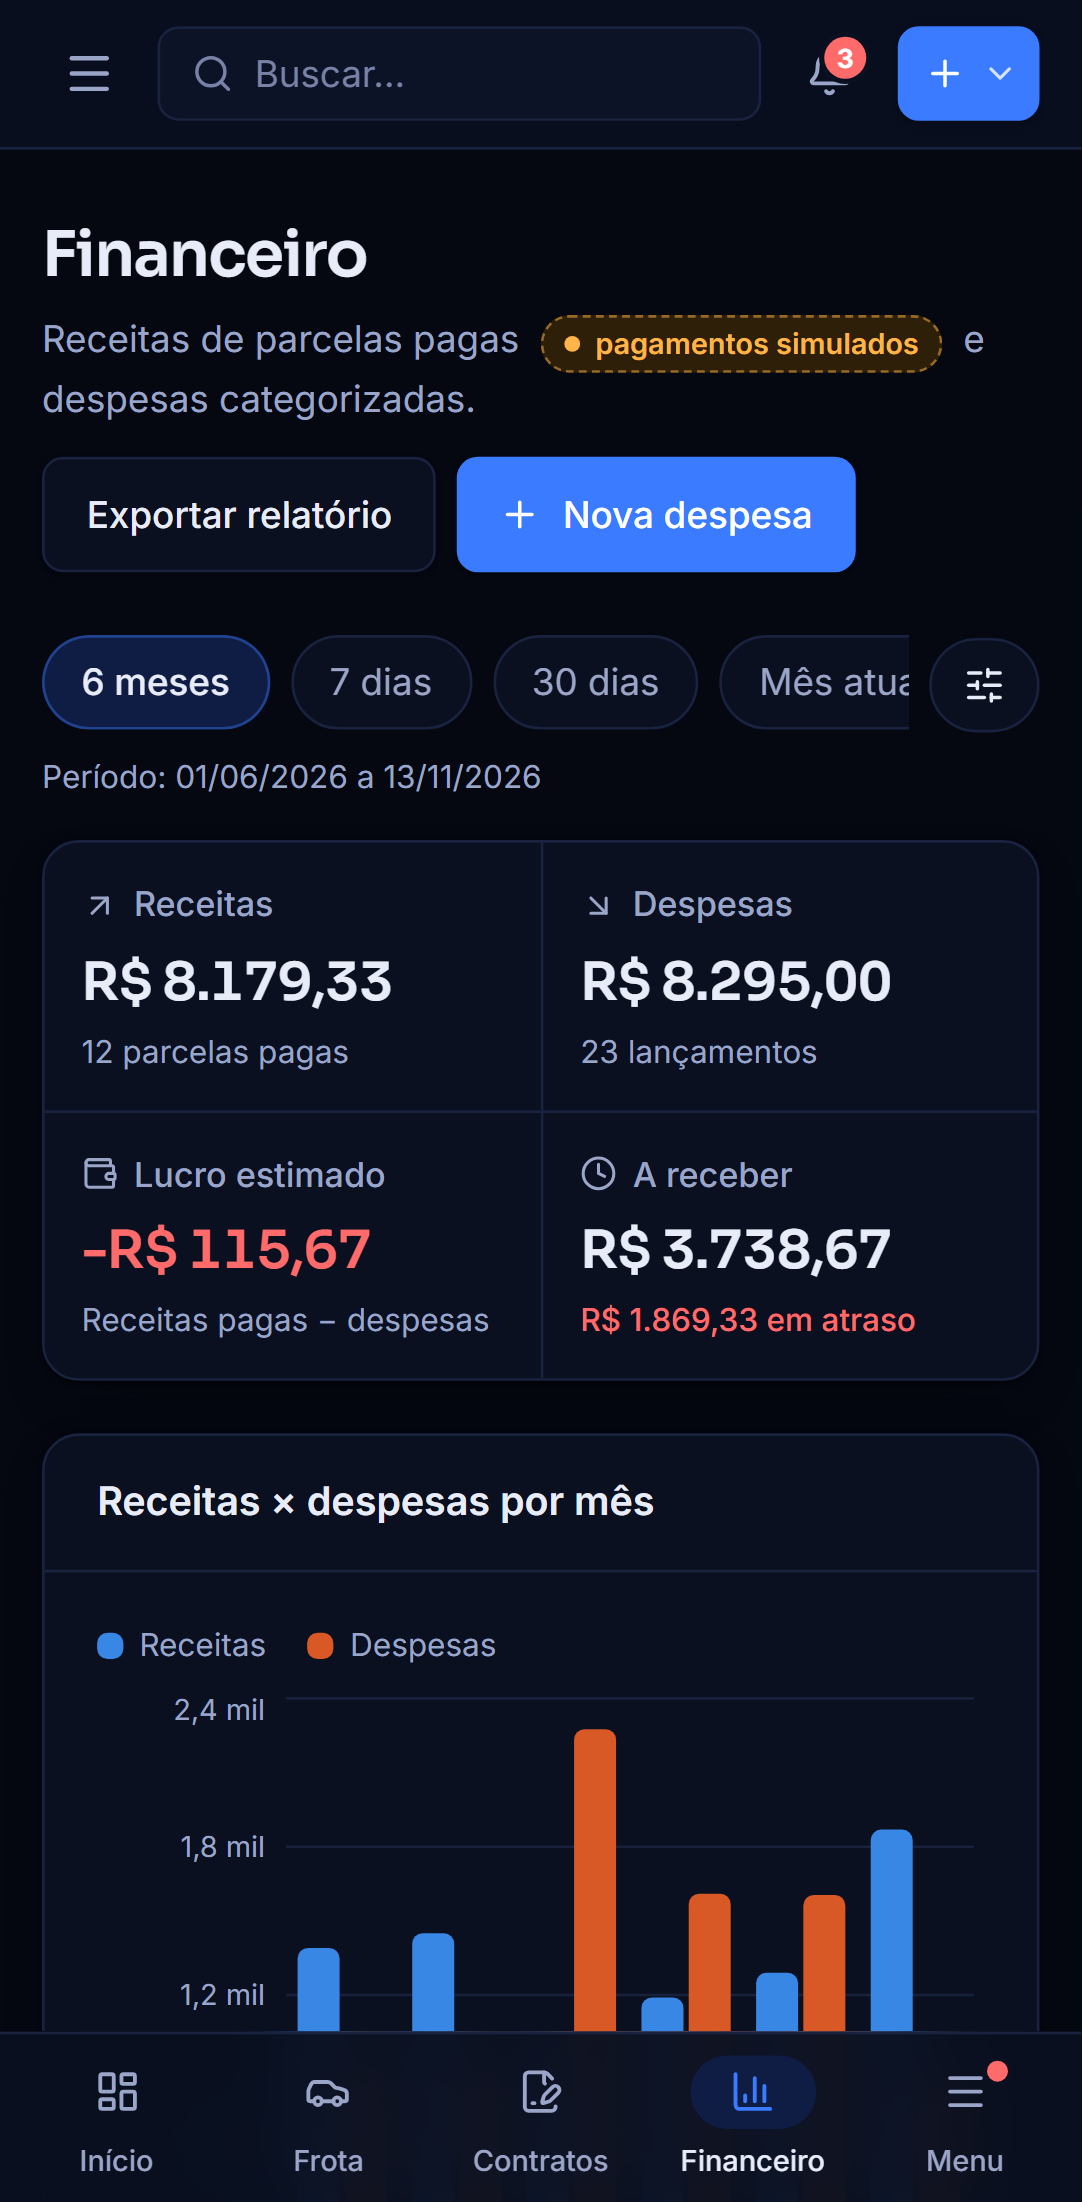 Buscar...
3
Financeiro
Receitas de parcelas pagas pagamentos simulados e
despesas categorizadas.
Exportar relatório
Nova despesa
6 meses
7 dias
30 dias
Mês atua
Período: 01/06/2026 a 13/11/2026
Receitas
R$ 8.179,33
12 parcelas pagas
Despesas
R$ 8.295,00
23 lançamentos
Lucro estimado
-R$ 115,67
Receitas pagas – despesas
A receber
R$ 3.738,67
R$ 1.869,33 em atraso
Receitas × despesas por mês
Receitas
Despesas
2,4 mil
1,8 mil
1,2 mil
Início
Frota
Contratos
Financeiro
Menu